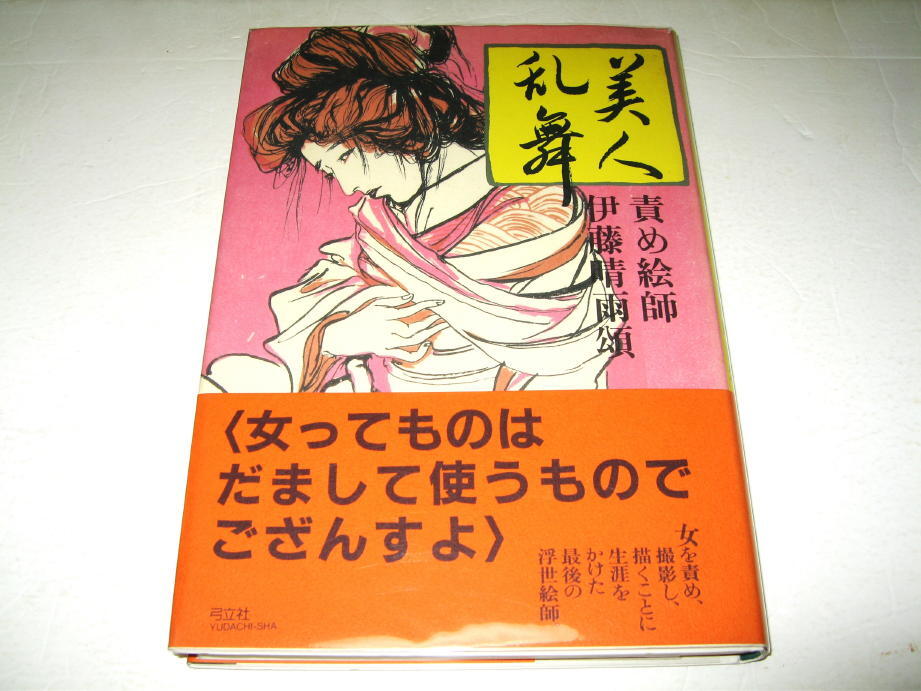 美人
乱舞
責め絵師
伊藤晴雨頌
〈女ってものは
だまして使うもので
ござんすよ〉
女を責め、
撮影し、
描くことに
生涯を
かけた
最後の
浮世絵師
弓立社
YUDACHI-SHA